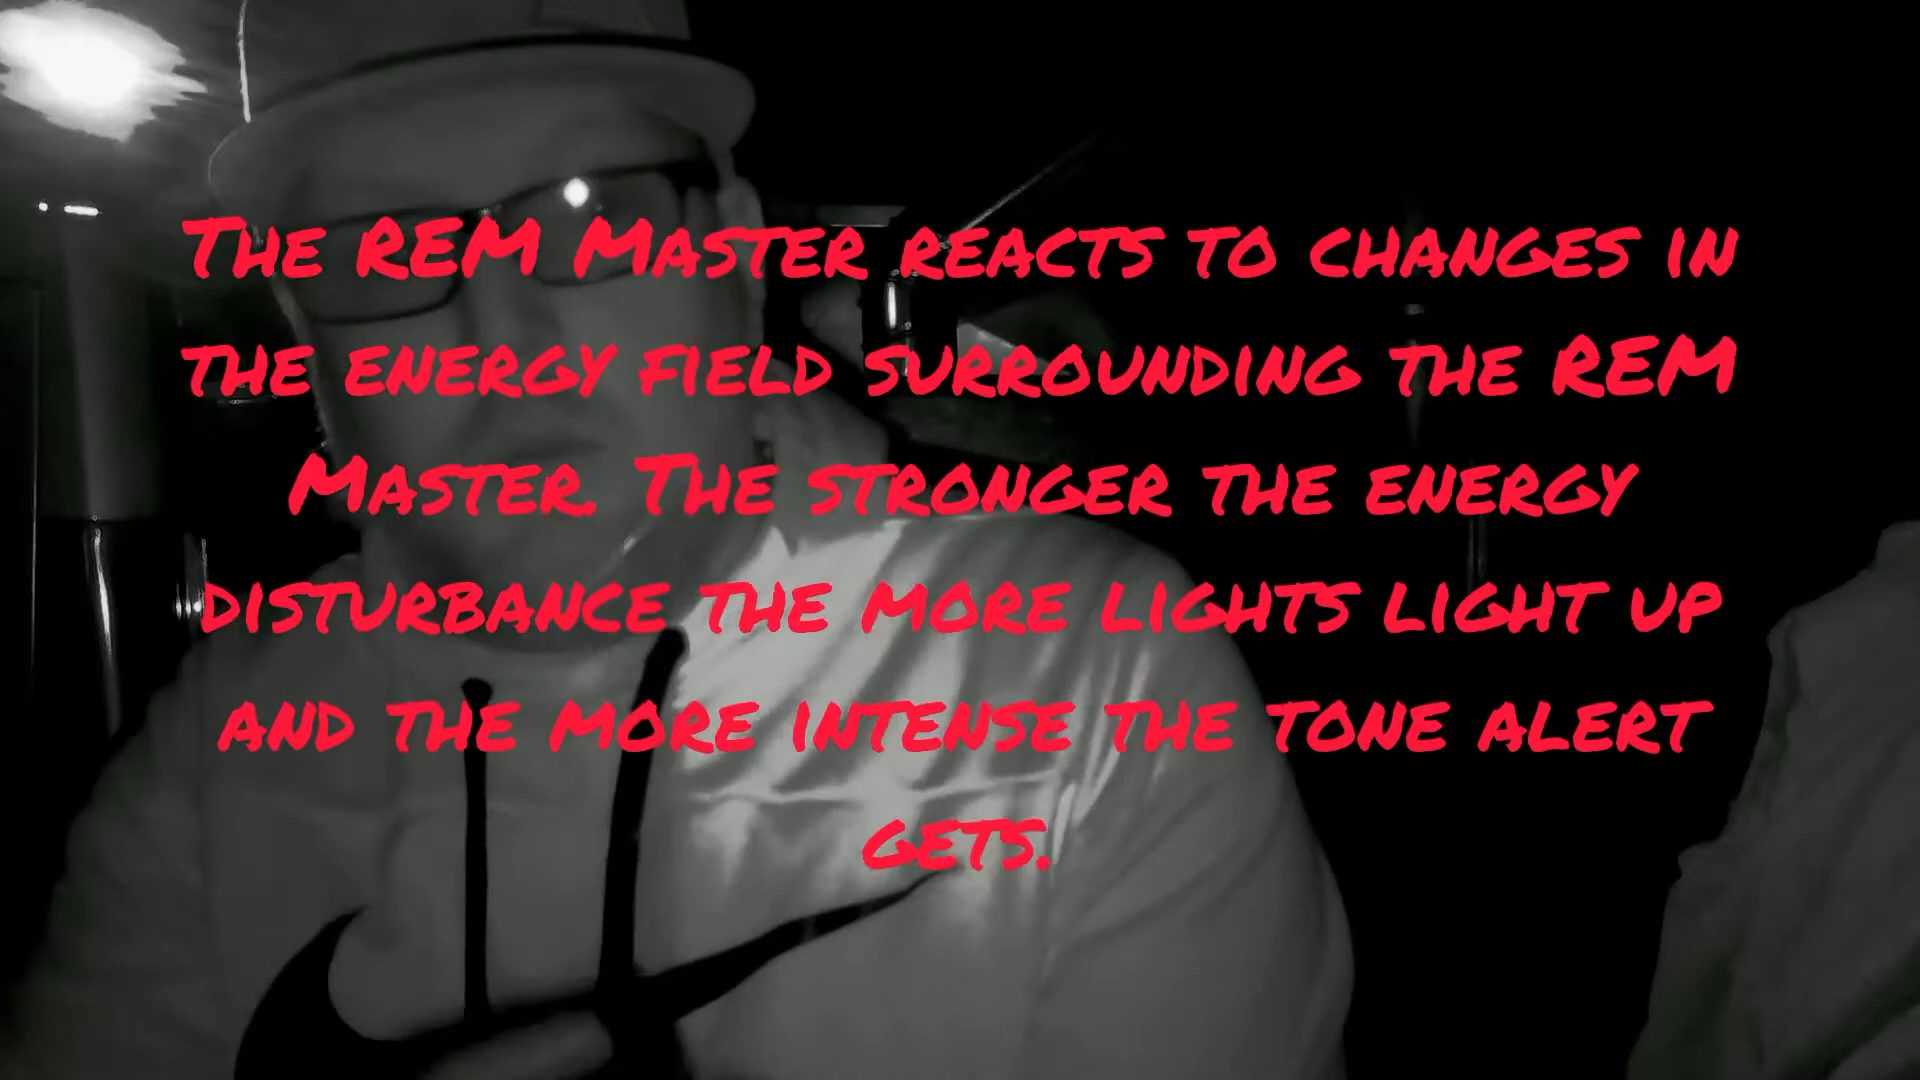 The REM Master reacts to changes in
the energy field surrounding the REM
Master. The stronger the energy
disturbance the more lights light up
and the more intense the tone alert
gets.